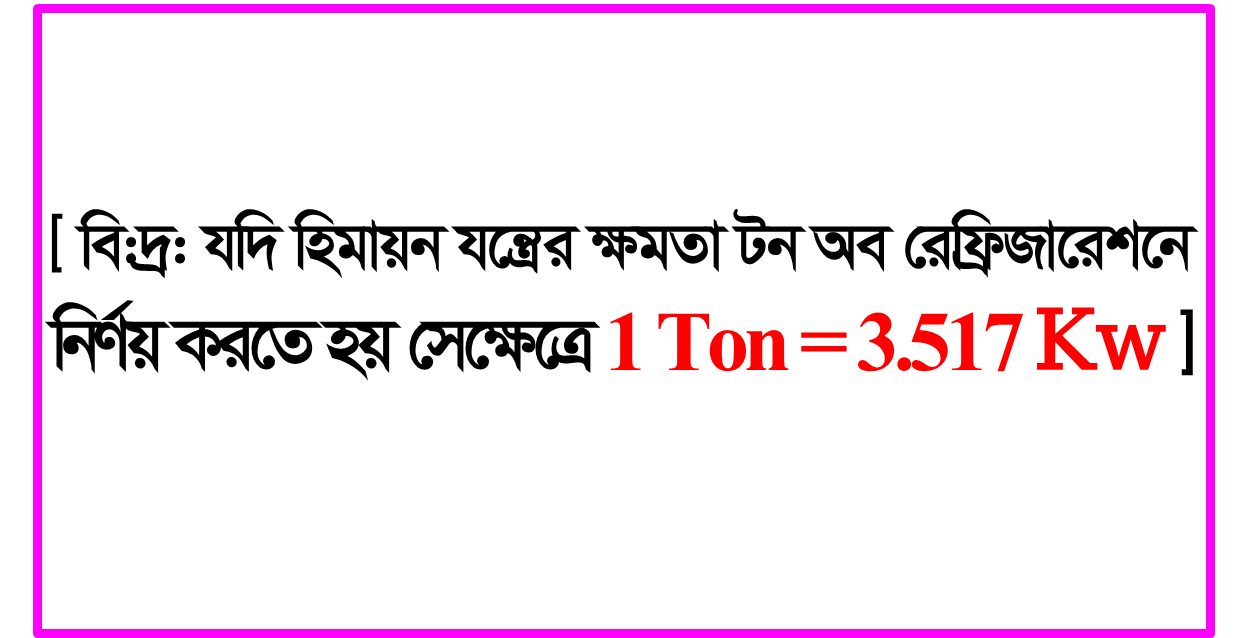 [ বি:দ্র: যদি হিমায়ন যন্ত্রের ক্ষমতা টন অব রেফ্রিজারেশনে
নির্ণয় করতে হয় সেক্ষেত্রে 1 Ton = 3.517 Kw ]